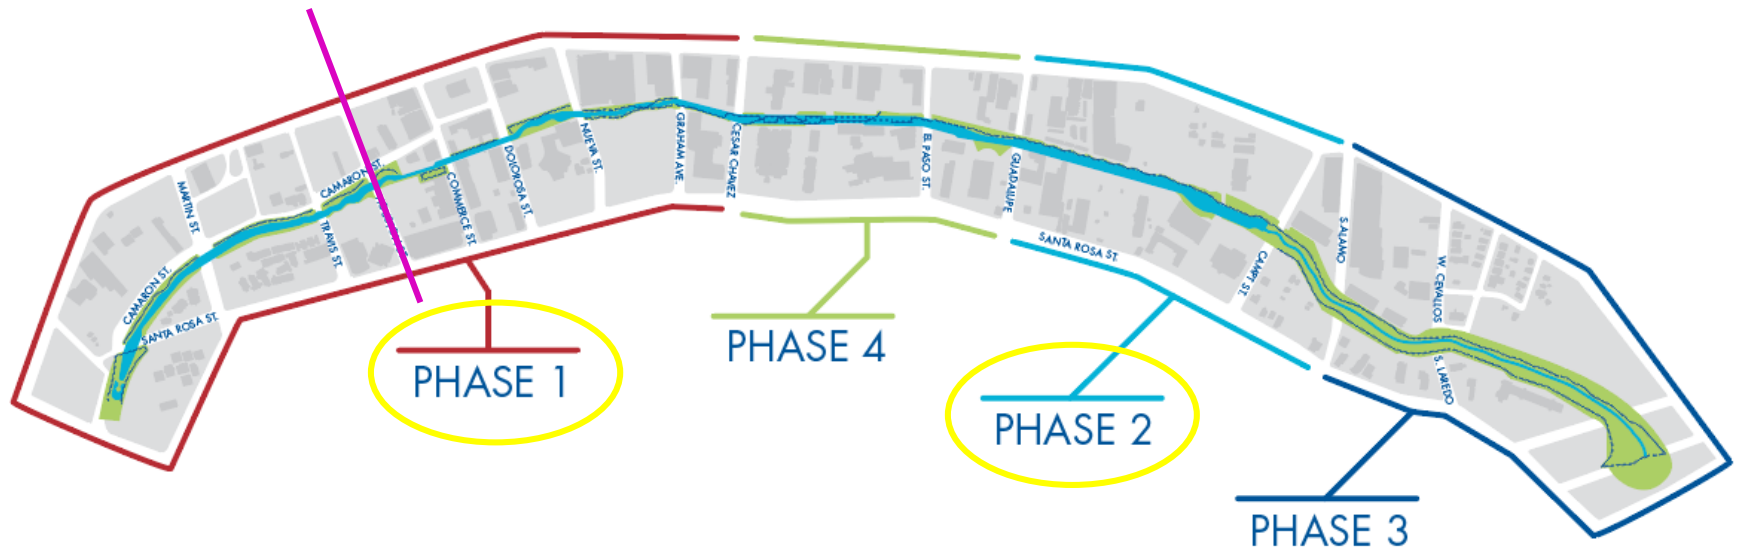 MARTIN ST.
CAMARON ST.
SANTA ROSA ST.
TRAVIS ST.
CAMARON ST.
COMMERCE ST.
DOLOROSA ST.
NUEVA ST.
GRAHAM AVE.
CESAR CHAVEZ
EL PASO ST.
GUADALUPE
SANTA ROSA ST.
CAMP ST.
S.ALAMO
W. CEVALLOS
S. LAREDO
PHASE 1
PHASE 4
PHASE 2
PHASE 3